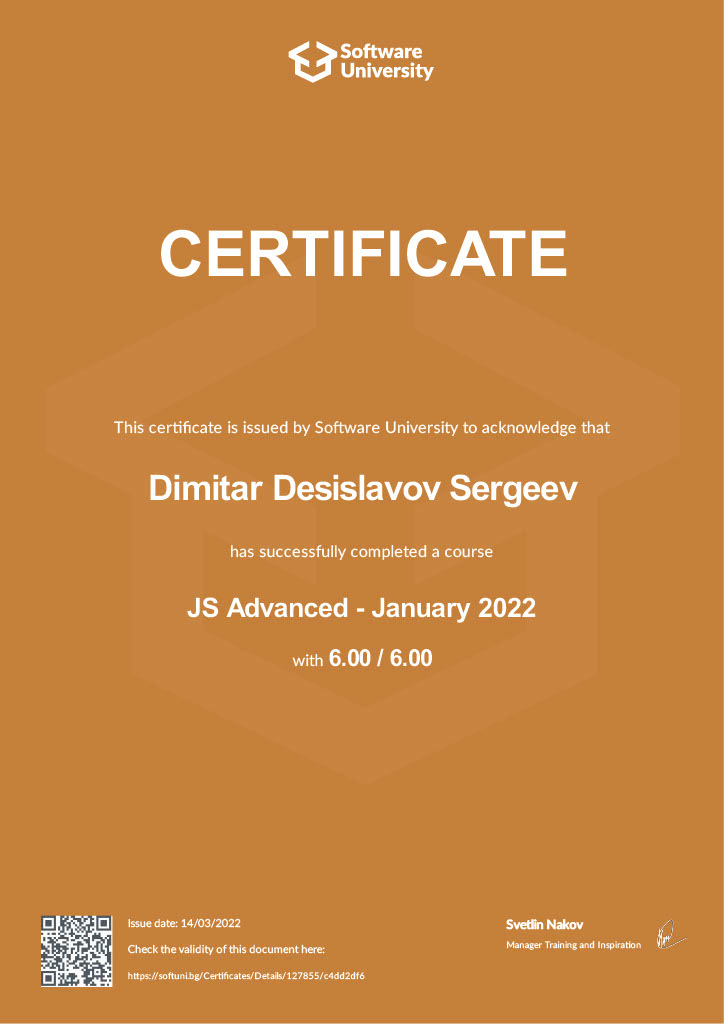 Software
University
CERTIFICATE
This certificate is issued by Software University to acknowledge that
Dimitar Desislavov Sergeev
has successfully completed a course
JS Advanced - January 2022
with 6.00 / 6.00
Issue date: 14/03/2022
Check the validity of this document here:
https://softuni.bg/Certificates/Details/127855/c4dd2df6
Svetlin Nakov
Manager Training and Inspiration